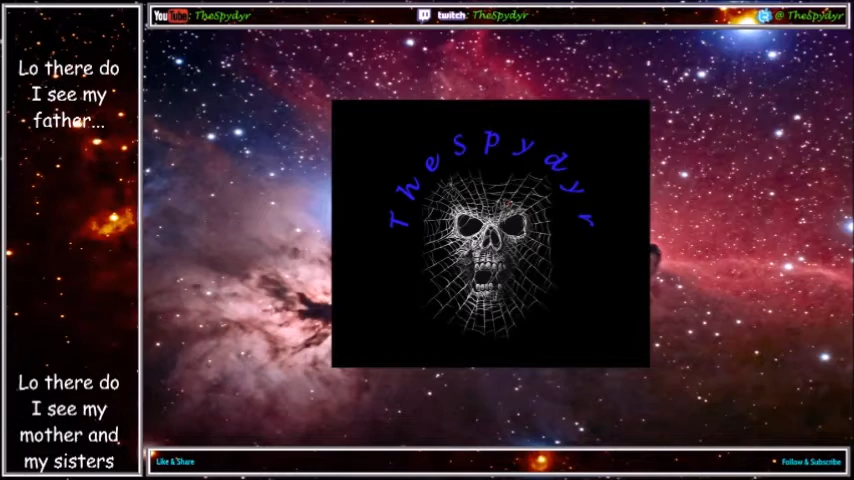 YouTube: TheSpydyr
twitch: TheSpydyr
@ TheSpydyr
Lo there do
I see my
father...
TheSpydyr
Lo there do
I see my
mother and
my sisters
Like & Share
Follow & Subscribe